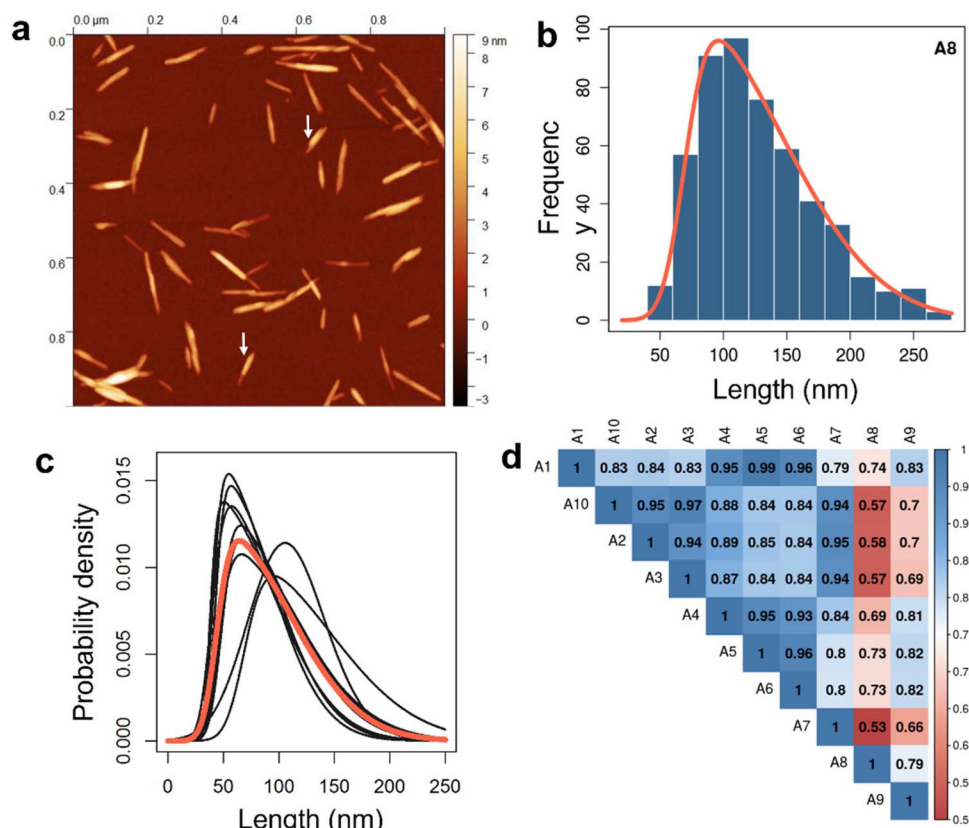 a
0.0 µm 0.2 0.4 0.6 0.8
0.0
0.2
0.4
0.6
0.8
9 nm
8
7
6
5
4
3
2
1
0
−1
−3
b
A8
Frequenc
y
0 20 40 60 80 100
50 100 150 200 250
Length (nm)
c
Probability density
0.000 0.005 0.010 0.015
0 50 100 150 200 250
Length (nm)
d
A1 A10 A2 A3 A4 A5 A6 A7 A8 A9
A1 1 0.83 0.84 0.83 0.95 0.99 0.96 0.79 0.74 0.83
A10 1 0.95 0.97 0.88 0.84 0.84 0.94 0.57 0.7
A2 1 0.94 0.89 0.85 0.84 0.95 0.58 0.7
A3 1 0.87 0.84 0.84 0.94 0.57 0.69
A4 1 0.95 0.93 0.84 0.69 0.81
A5 1 0.96 0.8 0.73 0.82
A6 1 0.8 0.73 0.82
A7 1 0.53 0.66
A8 1 0.79
A9 1
1
0.9
0.9
0.8
0.8
0.7
0.7
0.6
0.6
0.5
0.5